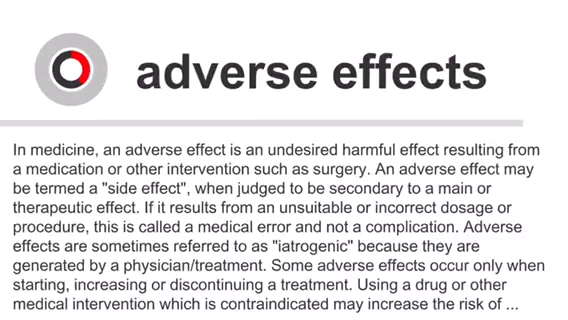 adverse effects
In medicine, an adverse effect is an undesired harmful effect resulting from
a medication or other intervention such as surgery. An adverse effect may
be termed a "side effect", when judged to be secondary to a main or
therapeutic effect. If it results from an unsuitable or incorrect dosage or
procedure, this is called a medical error and not a complication. Adverse
effects are sometimes referred to as "iatrogenic" because they are
generated by a physician/treatment. Some adverse effects occur only when
starting, increasing or discontinuing a treatment. Using a drug or other
medical intervention which is contraindicated may increase the risk of ...